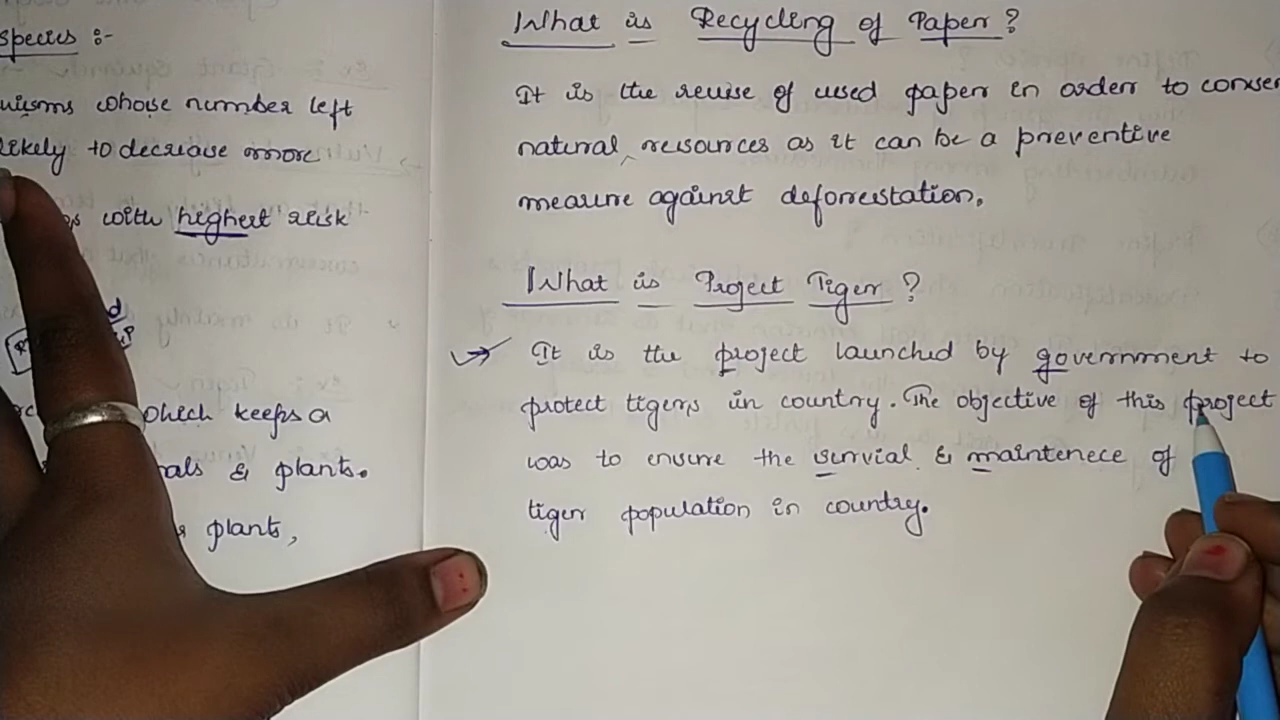 species :-
whose number left
likely to decrease more
with highest risk
which keeps a
& plants.
plants,
What is Recycling of Paper?
It is the reuse of used paper in order to conser
natural resources as it can be a preventive
measure against deforestation.
What is Project Tiger?
→ It is the project launched by government to
protect tigers in country. The objective of this project
was to ensure the survial & maintenece of
tiger population in country.